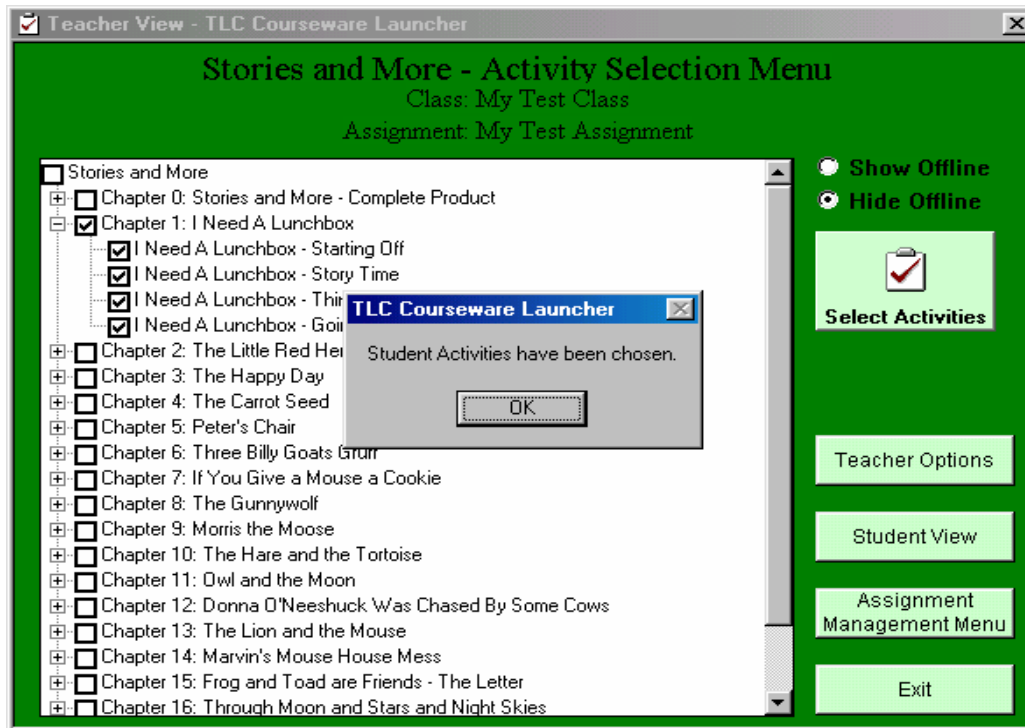 Teacher View - TLC Courseware Launcher
Stories and More - Activity Selection Menu
Class: My Test Class
Assignment: My Test Assignment
Stories and More
Chapter 0: Stories and More - Complete Product
Chapter 1: I Need A Lunchbox
I Need A Lunchbox - Starting Off
I Need A Lunchbox - Story Time
I Need A Lunchbox -
I Need A Lunchbox -
Chapter 2: The Little Red
Chapter 3: The Happy Day
Chapter 4: The Carrot Seed
Chapter 5: Peter's Chair
Chapter 6: Three Billy Goats Gruff
Chapter 7: If You Give a Mouse a Cookie
Chapter 8: The Gunnywolf
Chapter 9: Morris the Moose
Chapter 10: The Hare and the Tortoise
Chapter 11: Owl and the Moon
Chapter 12: Donna O'Neeshuck Was Chased By Some Cows
Chapter 13: The Lion and the Mouse
Chapter 14: Marvin's Mouse House Mess
Chapter 15: Frog and Toad are Friends - The Letter
Chapter 16: Through Moon and Stars and Night Skies
TLC Courseware Launcher
Student Activities have been chosen.
OK
Show Offline
Hide Offline
Select Activities
Teacher Options
Student View
Assignment
Management Menu
Exit